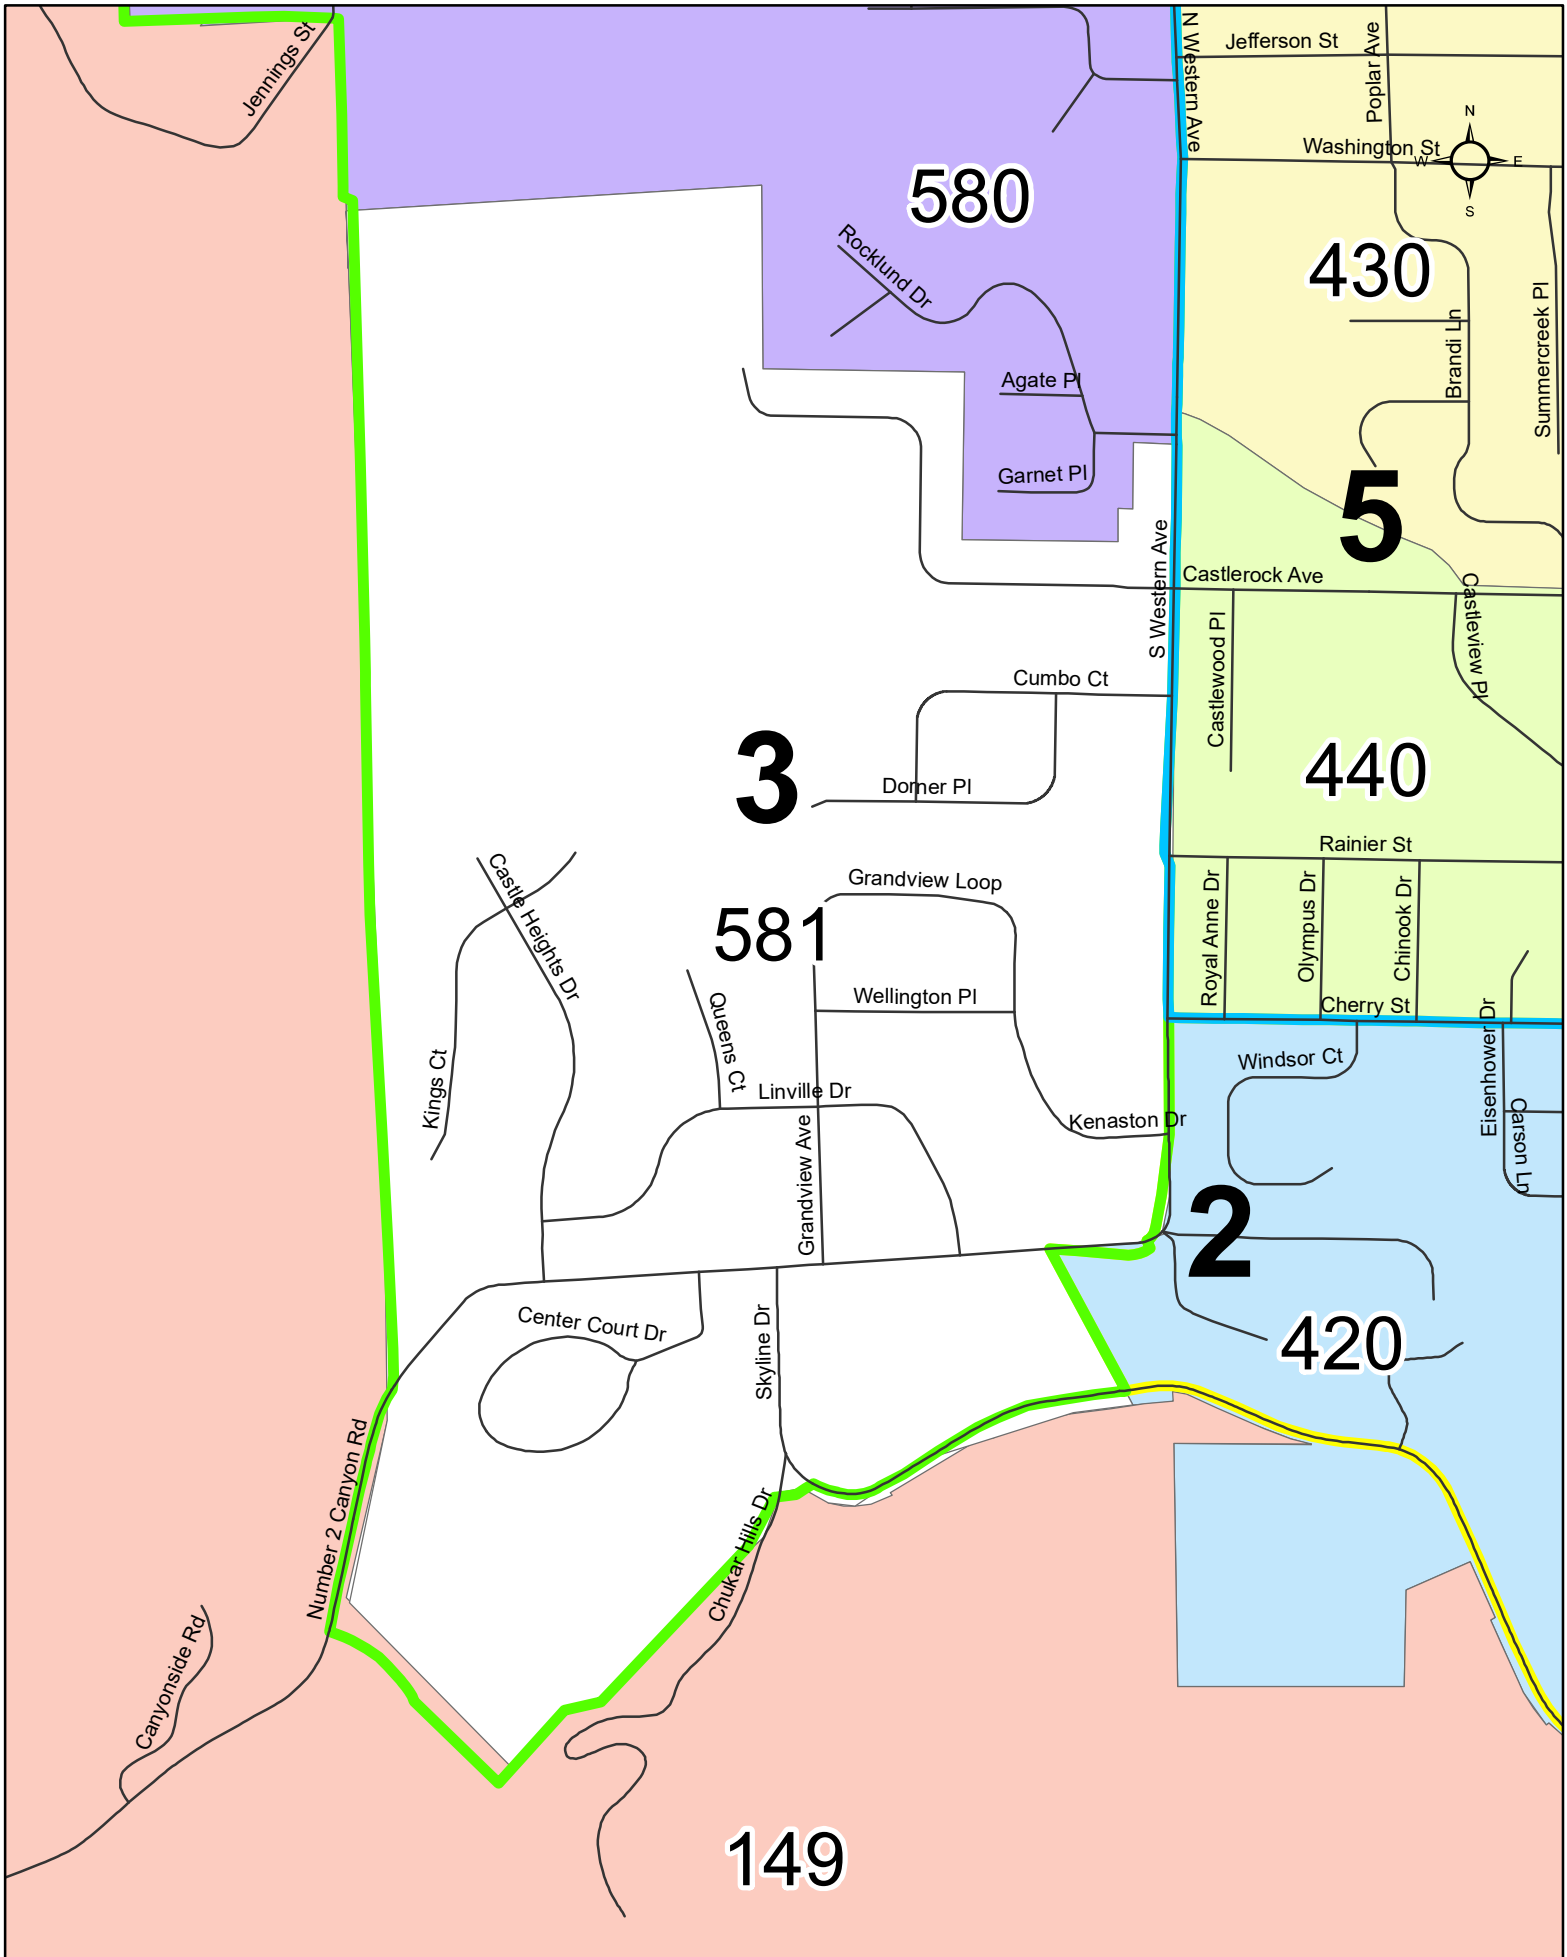 Jennings St
N Western Ave
Jefferson St
Poplar Ave
Washington St
N
W
E
S
580
430
Rocklund Dr
Brandi Ln
Summercreek Pl
Agate Pl
Garnet Pl
5
S Western Ave
Castlerock Ave
Castleview Pl
Castlewood Pl
Cumbo Ct
3
440
Dorner Pl
Rainier St
Castle Heights Dr
Grandview Loop
581
Royal Anne Dr
Olympus Dr
Chinook Dr
Wellington Pl
Queens Ct
Cherry St
Eisenhower Dr
Kings Ct
Windsor Ct
Linville Dr
Carson Ln
Kenaston Dr
Grandview Ave
2
Center Court Dr
Skyline Dr
420
Number 2 Canyon Rd
Chukar Hills Dr
Canyonside Rd
149